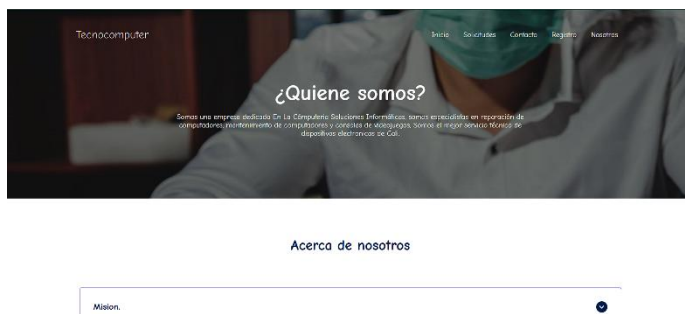 Tecnocomputer
Inicio Solicitudes Contacto Registro Nosotros
¿Quiene somos?
Somos una empresa dedicada En La Cómputeria Soluciones Informáticas, somos especialistas en reparación de
computadores, mantenimiento de computadores y consolas de videojuegos. Somos el mejor servicio técnico de
dispositivos electronicos de Cali.
Acerca de nosotros
Mision.